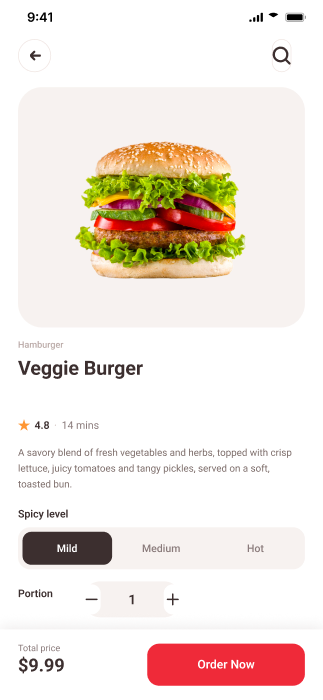 9:41
Hamburger
Veggie Burger
4.8 · 14 mins
A savory blend of fresh vegetables and herbs, topped with crisp
lettuce, juicy tomatoes and tangy pickles, served on a soft,
toasted bun.
Spicy level
Mild Medium Hot
Portion — 1 +
Total price
$9.99
Order Now